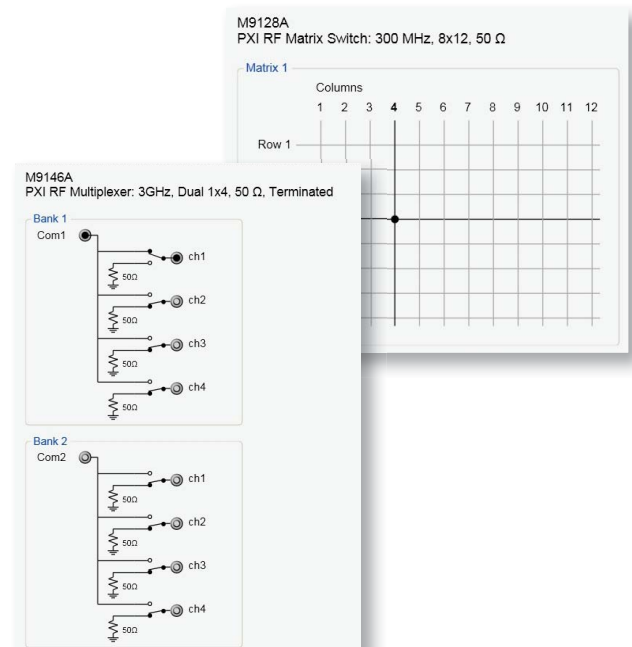 M9128A
PXI RF Matrix Switch: 300 MHz, 8x12, 50 Ω
Matrix 1
Columns
1 2 3 4 5 6 7 8 9 10 11 12
Row 1
M9146A
PXI RF Multiplexer: 3GHz, Dual 1x4, 50 Ω, Terminated
Bank 1
Com1
ch1
50Ω
ch2
50Ω
ch3
50Ω
ch4
50Ω
Bank 2
Com2
ch1
50Ω
ch2
50Ω
ch3
50Ω
ch4
50Ω